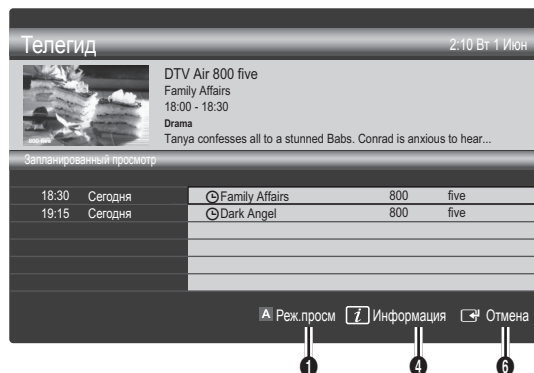 Телегид 2:10 Вт 1 Июн
DTV Air 800 five
Family Affairs
18:00 - 18:30
Drama
Tanya confesses all to a stunned Babs. Conrad is anxious to hear...
Запланированный просмотр
18:30 Сегодня Family Affairs 800 five
19:15 Сегодня Dark Angel 800 five
A Реж.просм i Информация Отмена
1 4 6